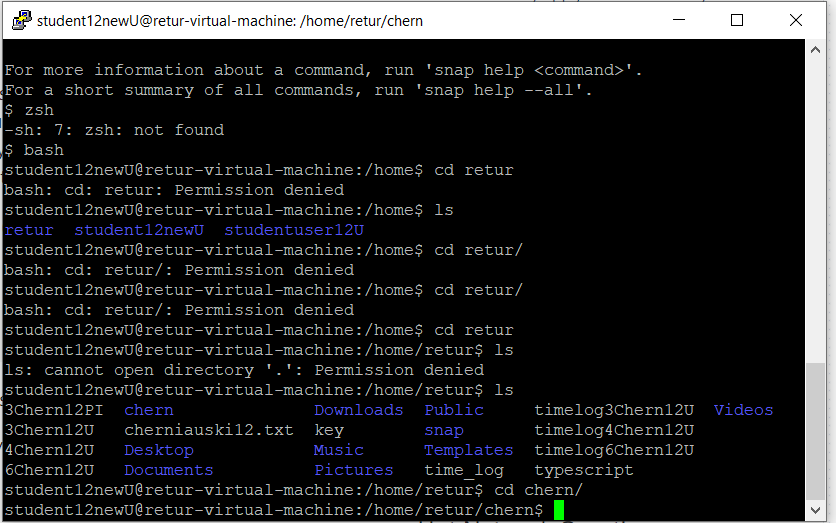 student12newU@retur-virtual-machine: /home/retur/chern
For more information about a command, run 'snap help <command>'.
For a short summary of all commands, run 'snap help --all'.
$ zsh
-sh: 7: zsh: not found
$ bash
student12newU@retur-virtual-machine:/home$ cd retur
bash: cd: retur: Permission denied
student12newU@retur-virtual-machine:/home$ ls
retur  student12newU  studentuser12U
student12newU@retur-virtual-machine:/home$ cd retur/
bash: cd: retur/: Permission denied
student12newU@retur-virtual-machine:/home$ cd retur/
bash: cd: retur/: Permission denied
student12newU@retur-virtual-machine:/home$ cd retur
student12newU@retur-virtual-machine:/home/retur$ ls
ls: cannot open directory '.': Permission denied
student12newU@retur-virtual-machine:/home/retur$ ls
3Chern12PI  chern              Downloads  Public     timelog3Chern12U  Videos
3Chern12U   cherniauski12.txt  key        snap       timelog4Chern12U
4Chern12U   Desktop            Music      Templates  timelog6Chern12U
6Chern12U   Documents          Pictures   time_log   typescript
student12newU@retur-virtual-machine:/home/retur$ cd chern/
student12newU@retur-virtual-machine:/home/retur/chern$